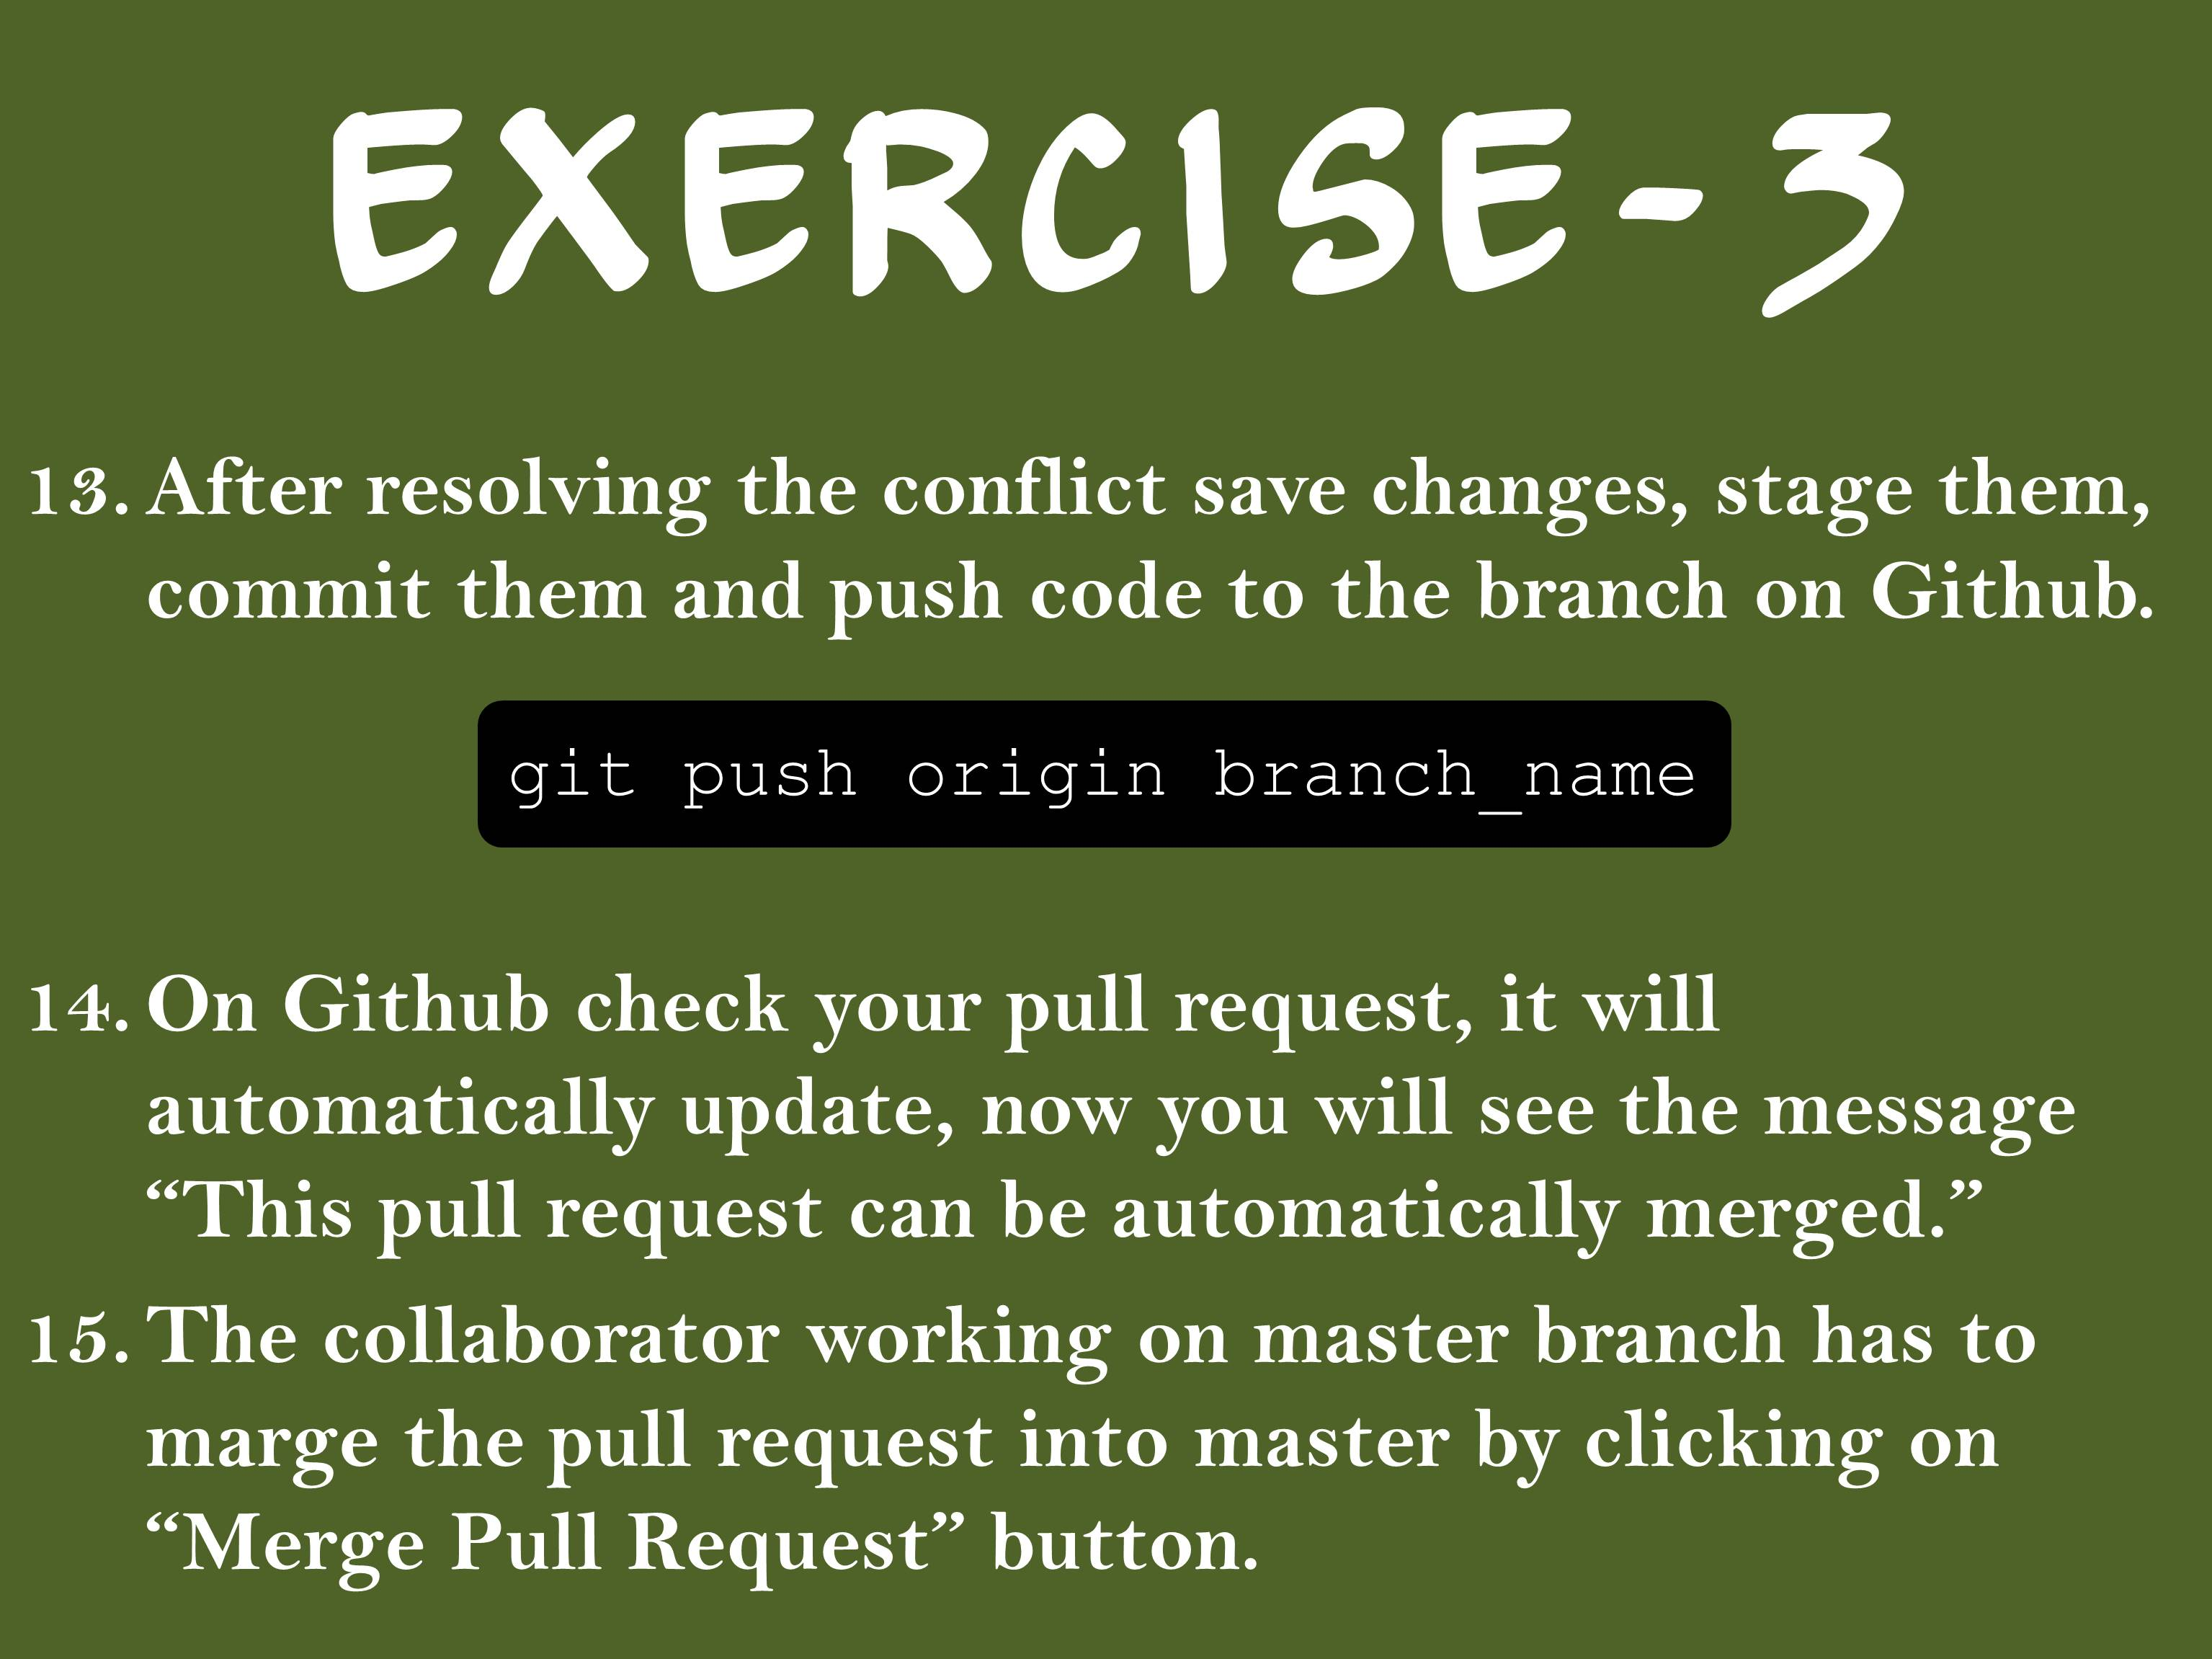 EXERCISE-3
13. After resolving the conflict save changes, stage them,
commit them and push code to the branch on Github.
git push origin branch_name
14. On Github check your pull request, it will
automatically update, now you will see the message
“This pull request can be automatically merged.”
15. The collaborator working on master branch has to
marge the pull request into master by clicking on
“Merge Pull Request” button.